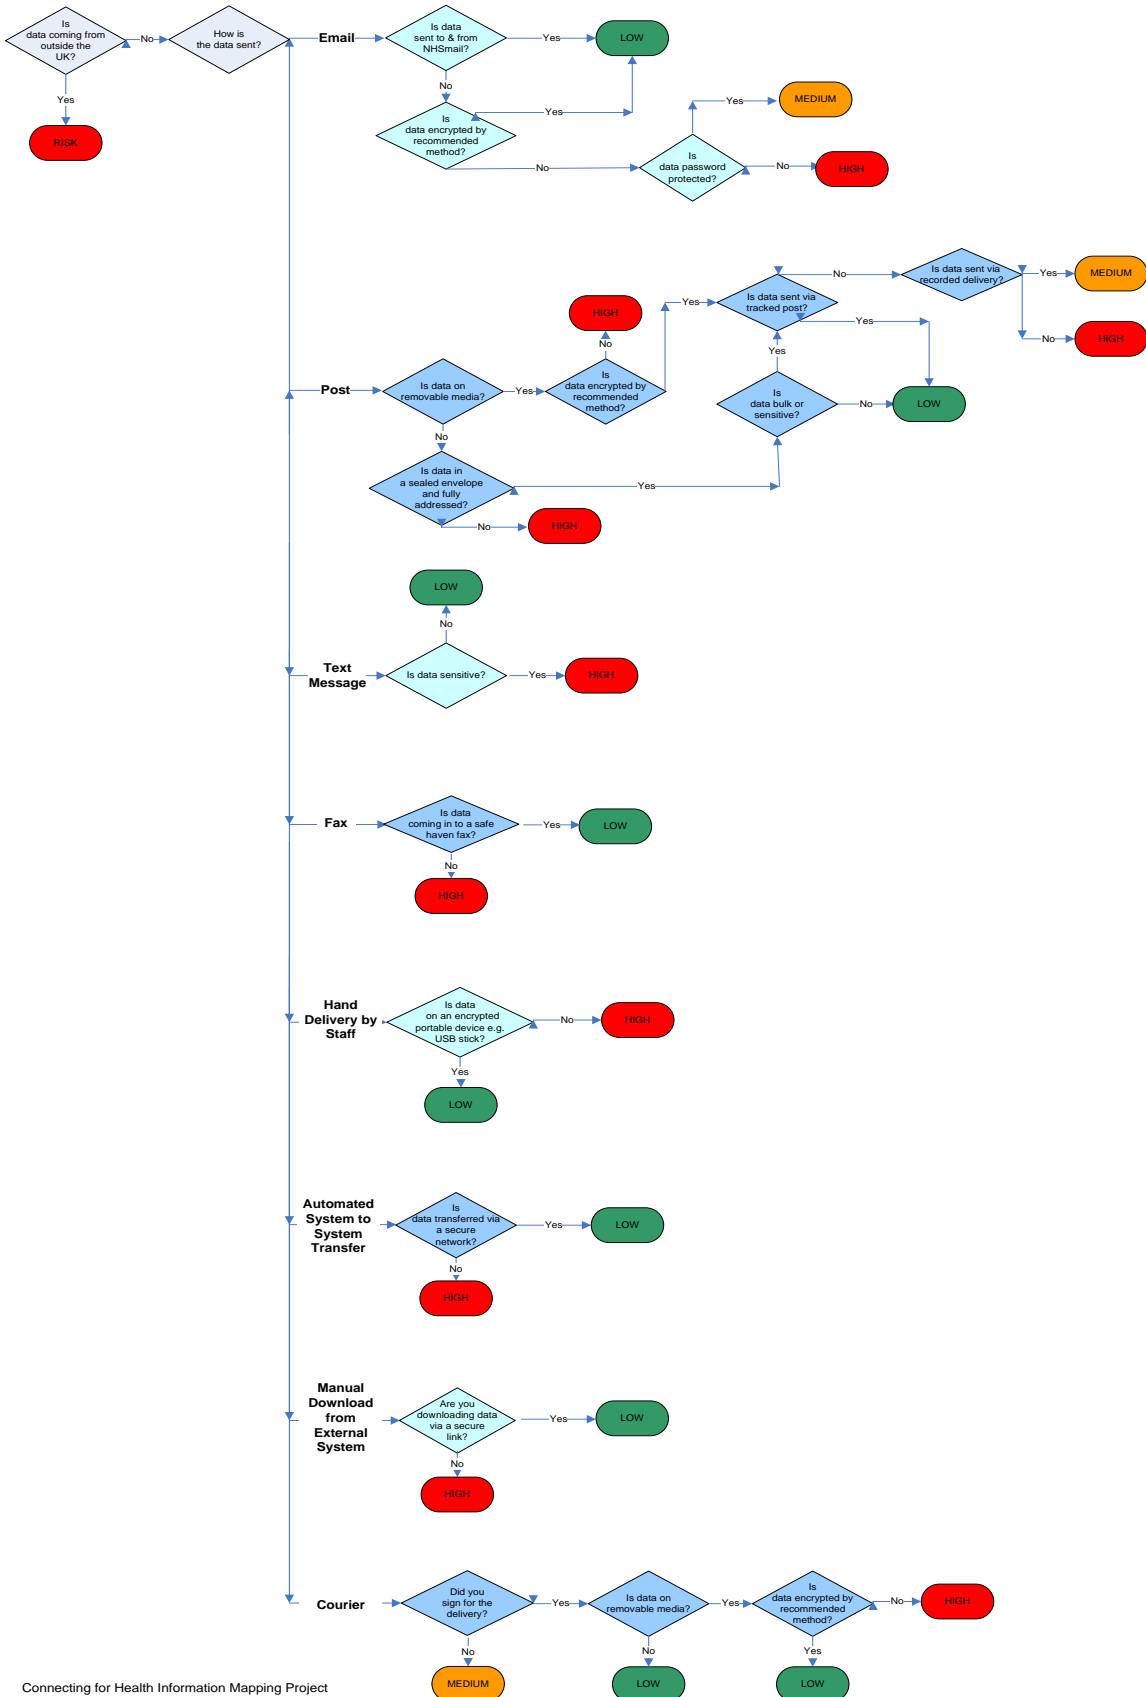 Is
data coming from
outside the
UK?
No
How is
the data sent?
Yes
RISK
Email
Is data
sent to & from
NHSmail?
Yes
LOW
No
Is
data encrypted by
recommended
method?
Yes
No
Is
data password
protected?
Yes
MEDIUM
No
HIGH
Post
Is data on
removable media?
Yes
Is
data encrypted by
recommended
method?
No
HIGH
Yes
Is data sent via
tracked post?
No
Is data sent via
recorded delivery?
Yes
MEDIUM
No
HIGH
Yes
LOW
Yes
Is
data bulk or
sensitive?
No
No
Is data in
a sealed envelope
and fully
addressed?
Yes
No
HIGH
Text
Message
Is data sensitive?
No
LOW
Yes
HIGH
Fax
Is data
coming in to a safe
haven fax?
Yes
LOW
No
HIGH
Hand
Delivery by
Staff
Is data
on an encrypted
portable device e.g.
USB stick?
No
HIGH
Yes
LOW
Automated
System to
System
Transfer
Is
data transferred via
a secure
network?
Yes
LOW
No
HIGH
Manual
Download
from
External
System
Are you
downloading data
via a secure
link?
Yes
LOW
No
HIGH
Courier
Did you
sign for the
delivery?
Yes
Is data on
removable media?
Yes
Is
data encrypted by
recommended
method?
No
HIGH
No
MEDIUM
No
LOW
Yes
LOW
Connecting for Health Information Mapping Project